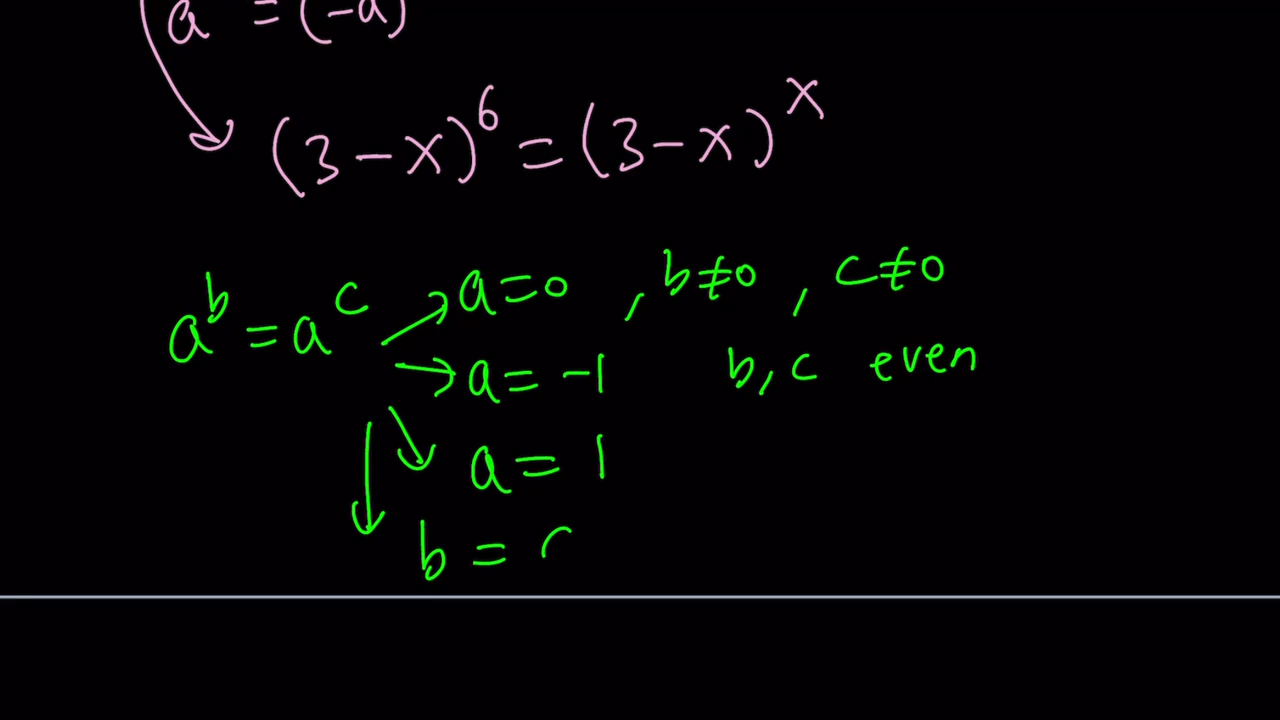 a = (-a)
(3-x)^6 = (3-x)^x
a^b = a^c → a=0 , b≠0 , c≠0
→ a = -1 b, c even
a = 1
b = c